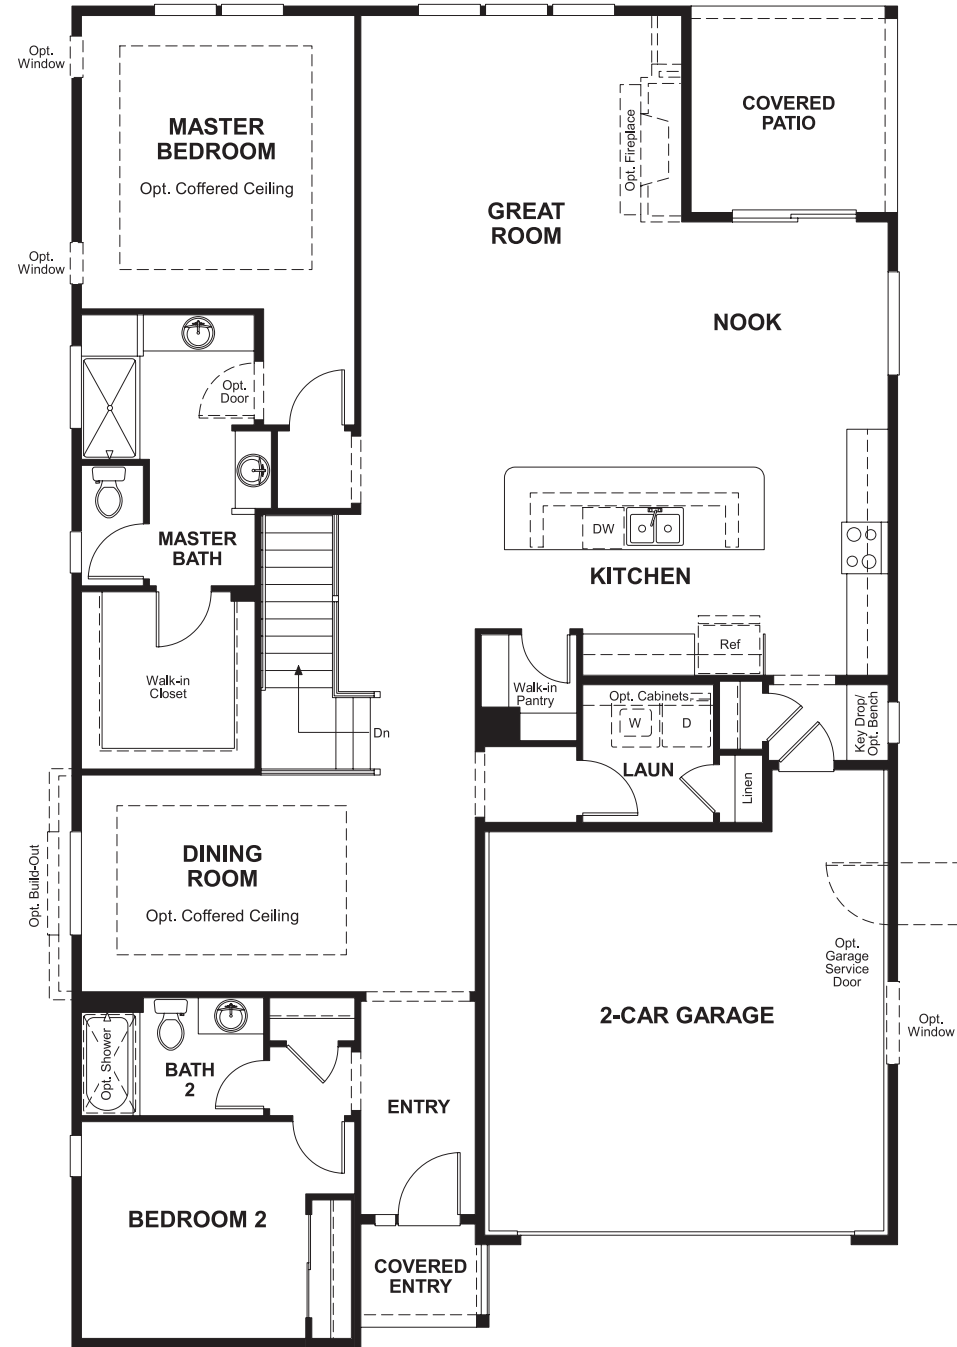 Opt.
Window
MASTER
BEDROOM
Opt. Coffered Ceiling
Opt.
Window
GREAT
ROOM
Opt. Fireplace
COVERED
PATIO
NOOK
Opt.
Door
MASTER
BATH
DW
KITCHEN
Ref
Walk-in
Closet
Dn
Walk-in
Pantry
Opt. Cabinets
W
D
LAUN
Linen
Key Drop/
Opt. Bench
Opt. Build-Out
DINING
ROOM
Opt. Coffered Ceiling
Opt.
Garage
Service
Door
Opt.
Window
2-CAR GARAGE
Opt. Shower
BATH
2
ENTRY
BEDROOM 2
COVERED
ENTRY